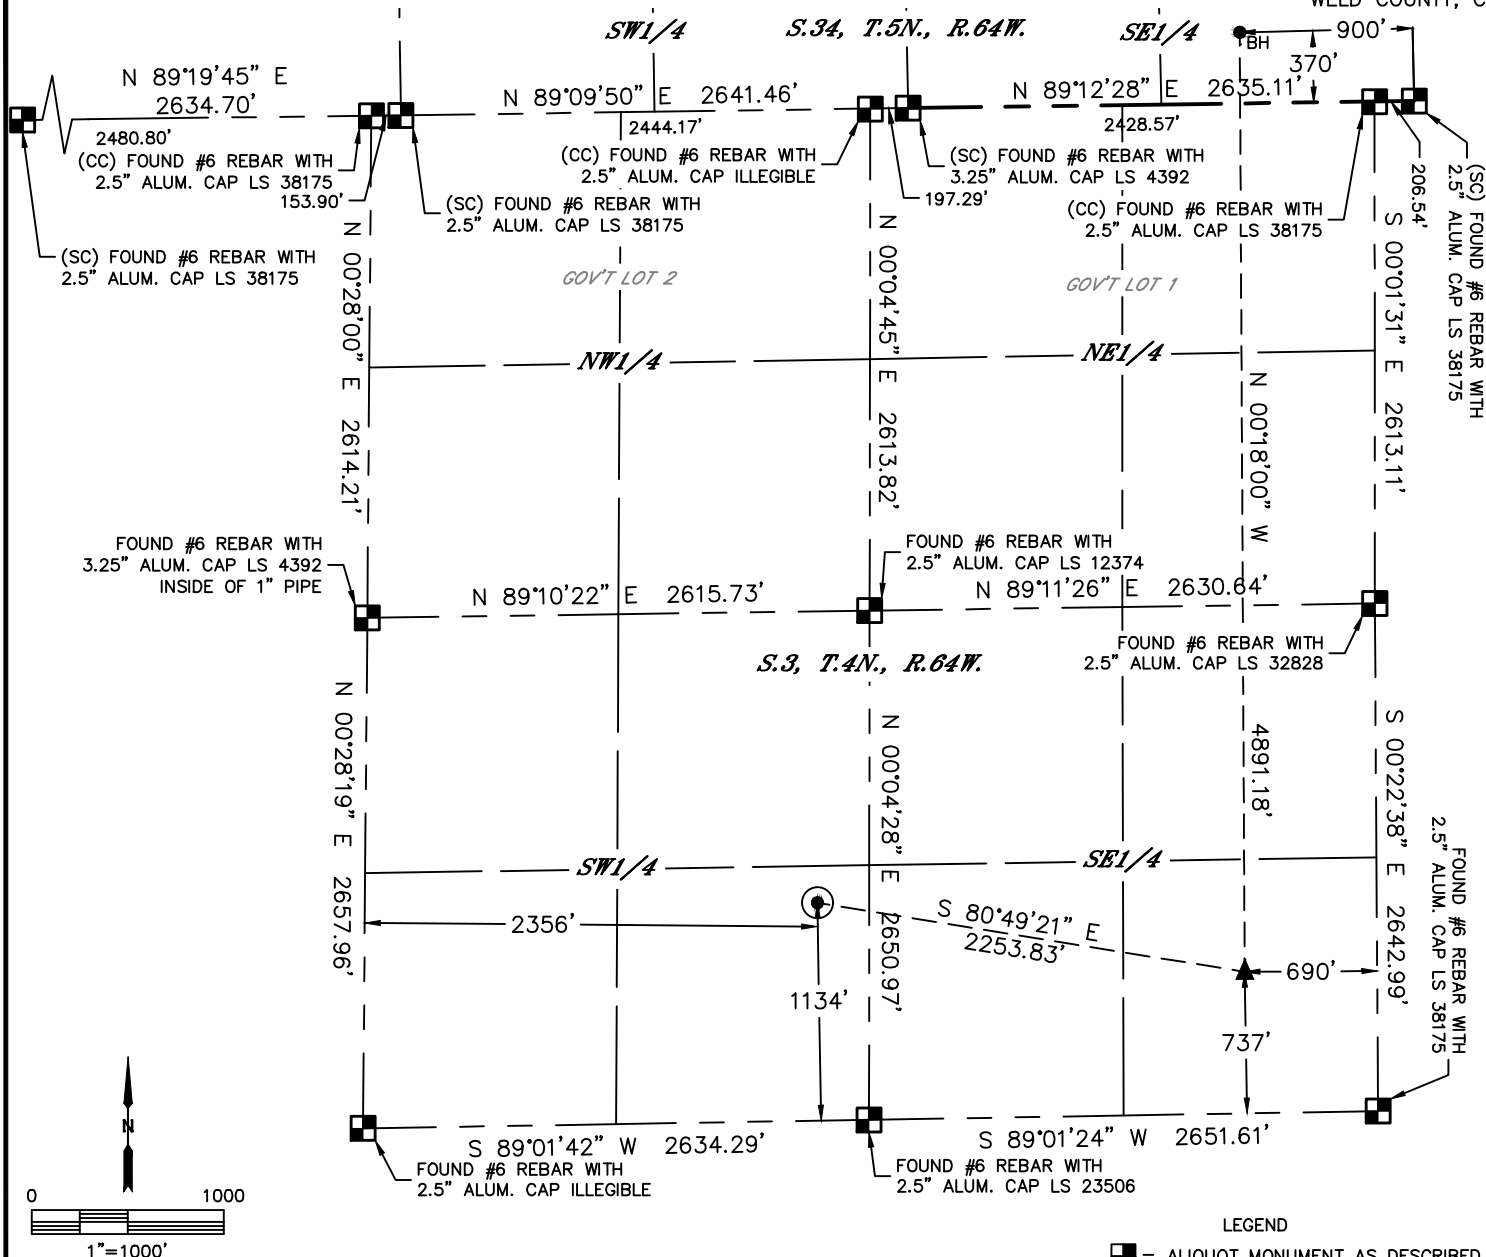 WELD COUNTY, C
SW1/4
S.34, T.5N., R.64W.
SE1/4
BH
900'
370'
N 89°19'45" E
2634.70'
2480.80'
N 89°09'50" E 2641.46'
2444.17'
N 89°12'28" E 2635.11'
2428.57'
(CC) FOUND #6 REBAR WITH
2.5" ALUM. CAP LS 38175
153.90'
(SC) FOUND #6 REBAR WITH
2.5" ALUM. CAP LS 38175
(SC) FOUND #6 REBAR WITH
2.5" ALUM. CAP LS 38175
(CC) FOUND #6 REBAR WITH
2.5" ALUM. CAP ILLEGIBLE
(SC) FOUND #6 REBAR WITH
3.25" ALUM. CAP LS 4392
197.29'
(CC) FOUND #6 REBAR WITH
2.5" ALUM. CAP LS 38175
206.54'
(SC) FOUND #6 REBAR WITH
2.5" ALUM. CAP LS 38175
GOV'T LOT 2
GOV'T LOT 1
N 00°28'00" E 2614.21'
N 00°04'45" E 2613.82'
S 00°01'31" E 2613.11'
NW1/4
NE1/4
N 00°18'00" W 4891.18'
FOUND #6 REBAR WITH
3.25" ALUM. CAP LS 4392
INSIDE OF 1" PIPE
N 89°10'22" E 2615.73'
FOUND #6 REBAR WITH
2.5" ALUM. CAP LS 12374
N 89°11'26" E 2630.64'
FOUND #6 REBAR WITH
2.5" ALUM. CAP LS 32828
S.3, T.4N., R.64W.
N 00°28'19" E 2657.96'
N 00°04'28" E 2650.97'
S 00°22'38" E 2642.99'
SW1/4
SE1/4
2356'
1134'
S 80°49'21" E
2253.83'
690'
737'
FOUND #6 REBAR WITH
2.5" ALUM. CAP LS 38175
S 89°01'42" W 2634.29'
FOUND #6 REBAR WITH
2.5" ALUM. CAP ILLEGIBLE
S 89°01'24" W 2651.61'
FOUND #6 REBAR WITH
2.5" ALUM. CAP LS 23506
N
0 1000
1"=1000'
LEGEND
= ALIQUOT MONUMENT AS DESCRIBED